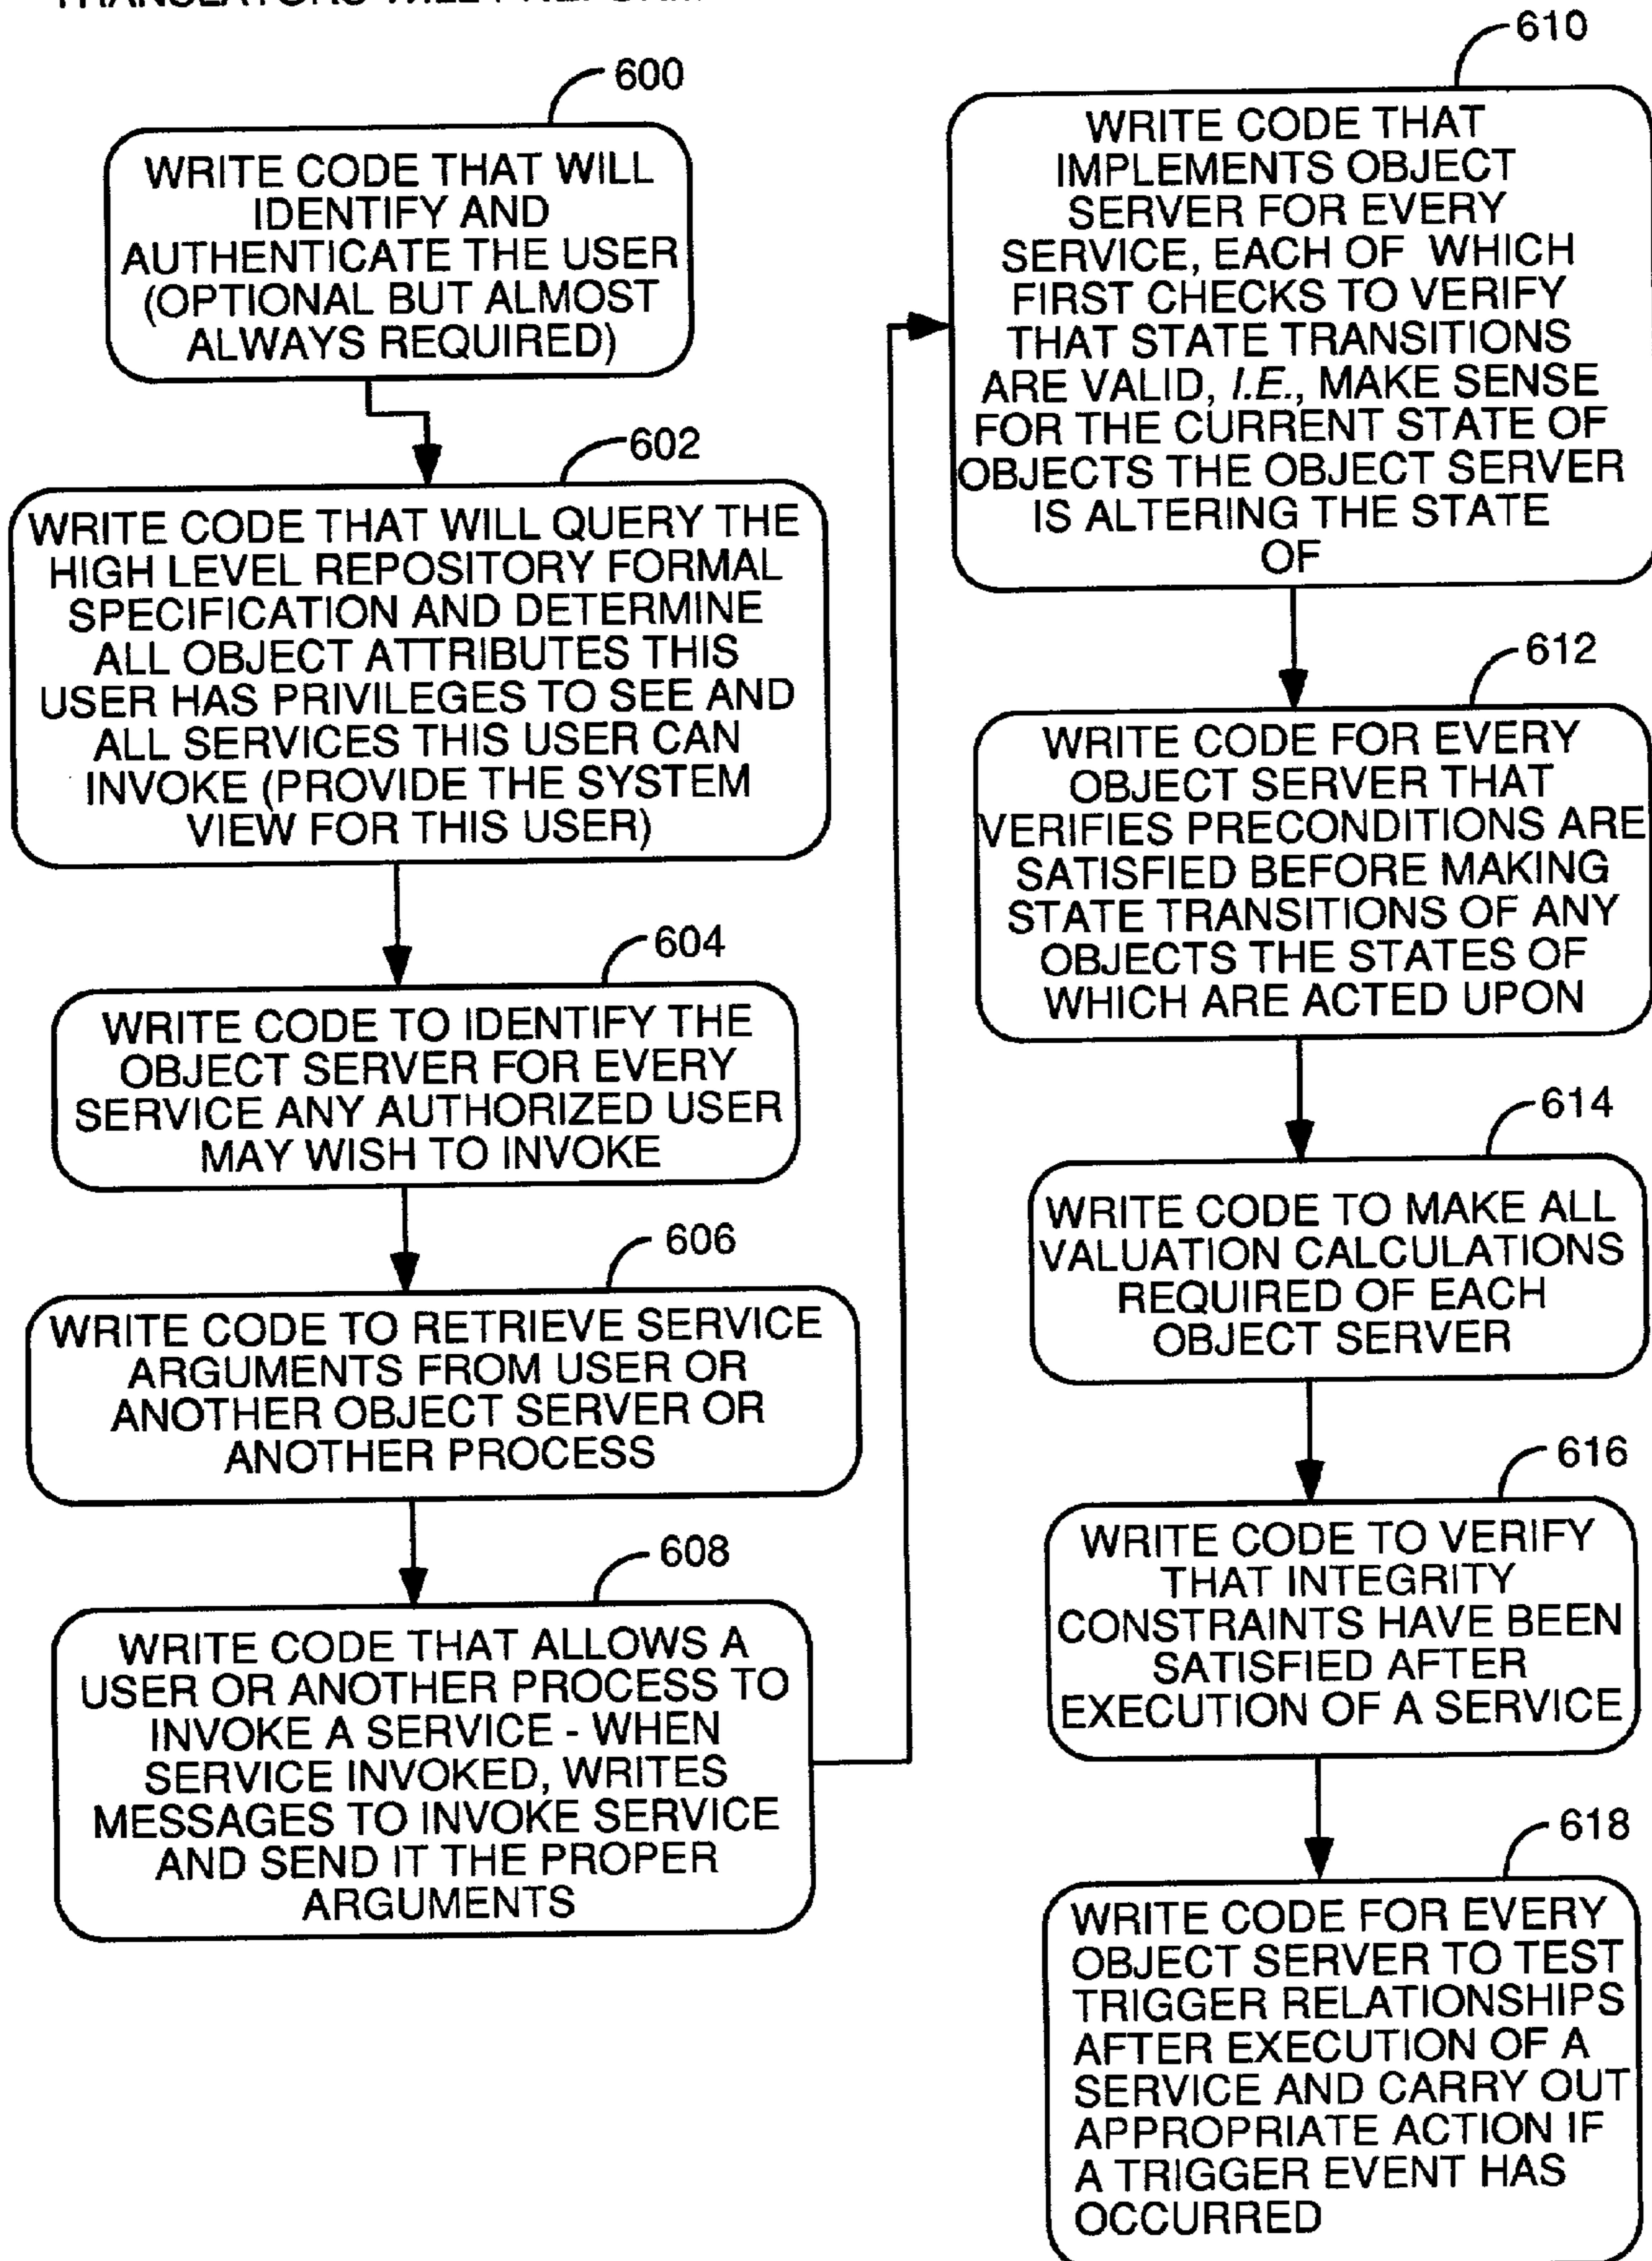 600
WRITE CODE THAT WILL
IDENTIFY AND
AUTHENTICATE THE USER
(OPTIONAL BUT ALMOST
ALWAYS REQUIRED)
602
WRITE CODE THAT WILL QUERY THE
HIGH LEVEL REPOSITORY FORMAL
SPECIFICATION AND DETERMINE
ALL OBJECT ATTRIBUTES THIS
USER HAS PRIVILEGES TO SEE AND
ALL SERVICES THIS USER CAN
INVOKE (PROVIDE THE SYSTEM
VIEW FOR THIS USER)
604
WRITE CODE TO IDENTIFY THE
OBJECT SERVER FOR EVERY
SERVICE ANY AUTHORIZED USER
MAY WISH TO INVOKE
606
WRITE CODE TO RETRIEVE SERVICE
ARGUMENTS FROM USER OR
ANOTHER OBJECT SERVER OR
ANOTHER PROCESS
608
WRITE CODE THAT ALLOWS A
USER OR ANOTHER PROCESS TO
INVOKE A SERVICE - WHEN
SERVICE INVOKED, WRITES
MESSAGES TO INVOKE SERVICE
AND SEND IT THE PROPER
ARGUMENTS
610
WRITE CODE THAT
IMPLEMENTS OBJECT
SERVER FOR EVERY
SERVICE, EACH OF WHICH
FIRST CHECKS TO VERIFY
THAT STATE TRANSITIONS
ARE VALID, I.E., MAKE SENSE
FOR THE CURRENT STATE OF
OBJECTS THE OBJECT SERVER
IS ALTERING THE STATE
OF
612
WRITE CODE FOR EVERY
OBJECT SERVER THAT
VERIFIES PRECONDITIONS ARE
SATISFIED BEFORE MAKING
STATE TRANSITIONS OF ANY
OBJECTS THE STATES OF
WHICH ARE ACTED UPON
614
WRITE CODE TO MAKE ALL
VALUATION CALCULATIONS
REQUIRED OF EACH
OBJECT SERVER
616
WRITE CODE TO VERIFY
THAT INTEGRITY
CONSTRAINTS HAVE BEEN
SATISFIED AFTER
EXECUTION OF A SERVICE
618
WRITE CODE FOR EVERY
OBJECT SERVER TO TEST
TRIGGER RELATIONSHIPS
AFTER EXECUTION OF A
SERVICE AND CARRY OUT
APPROPRIATE ACTION IF
A TRIGGER EVENT HAS
OCCURRED